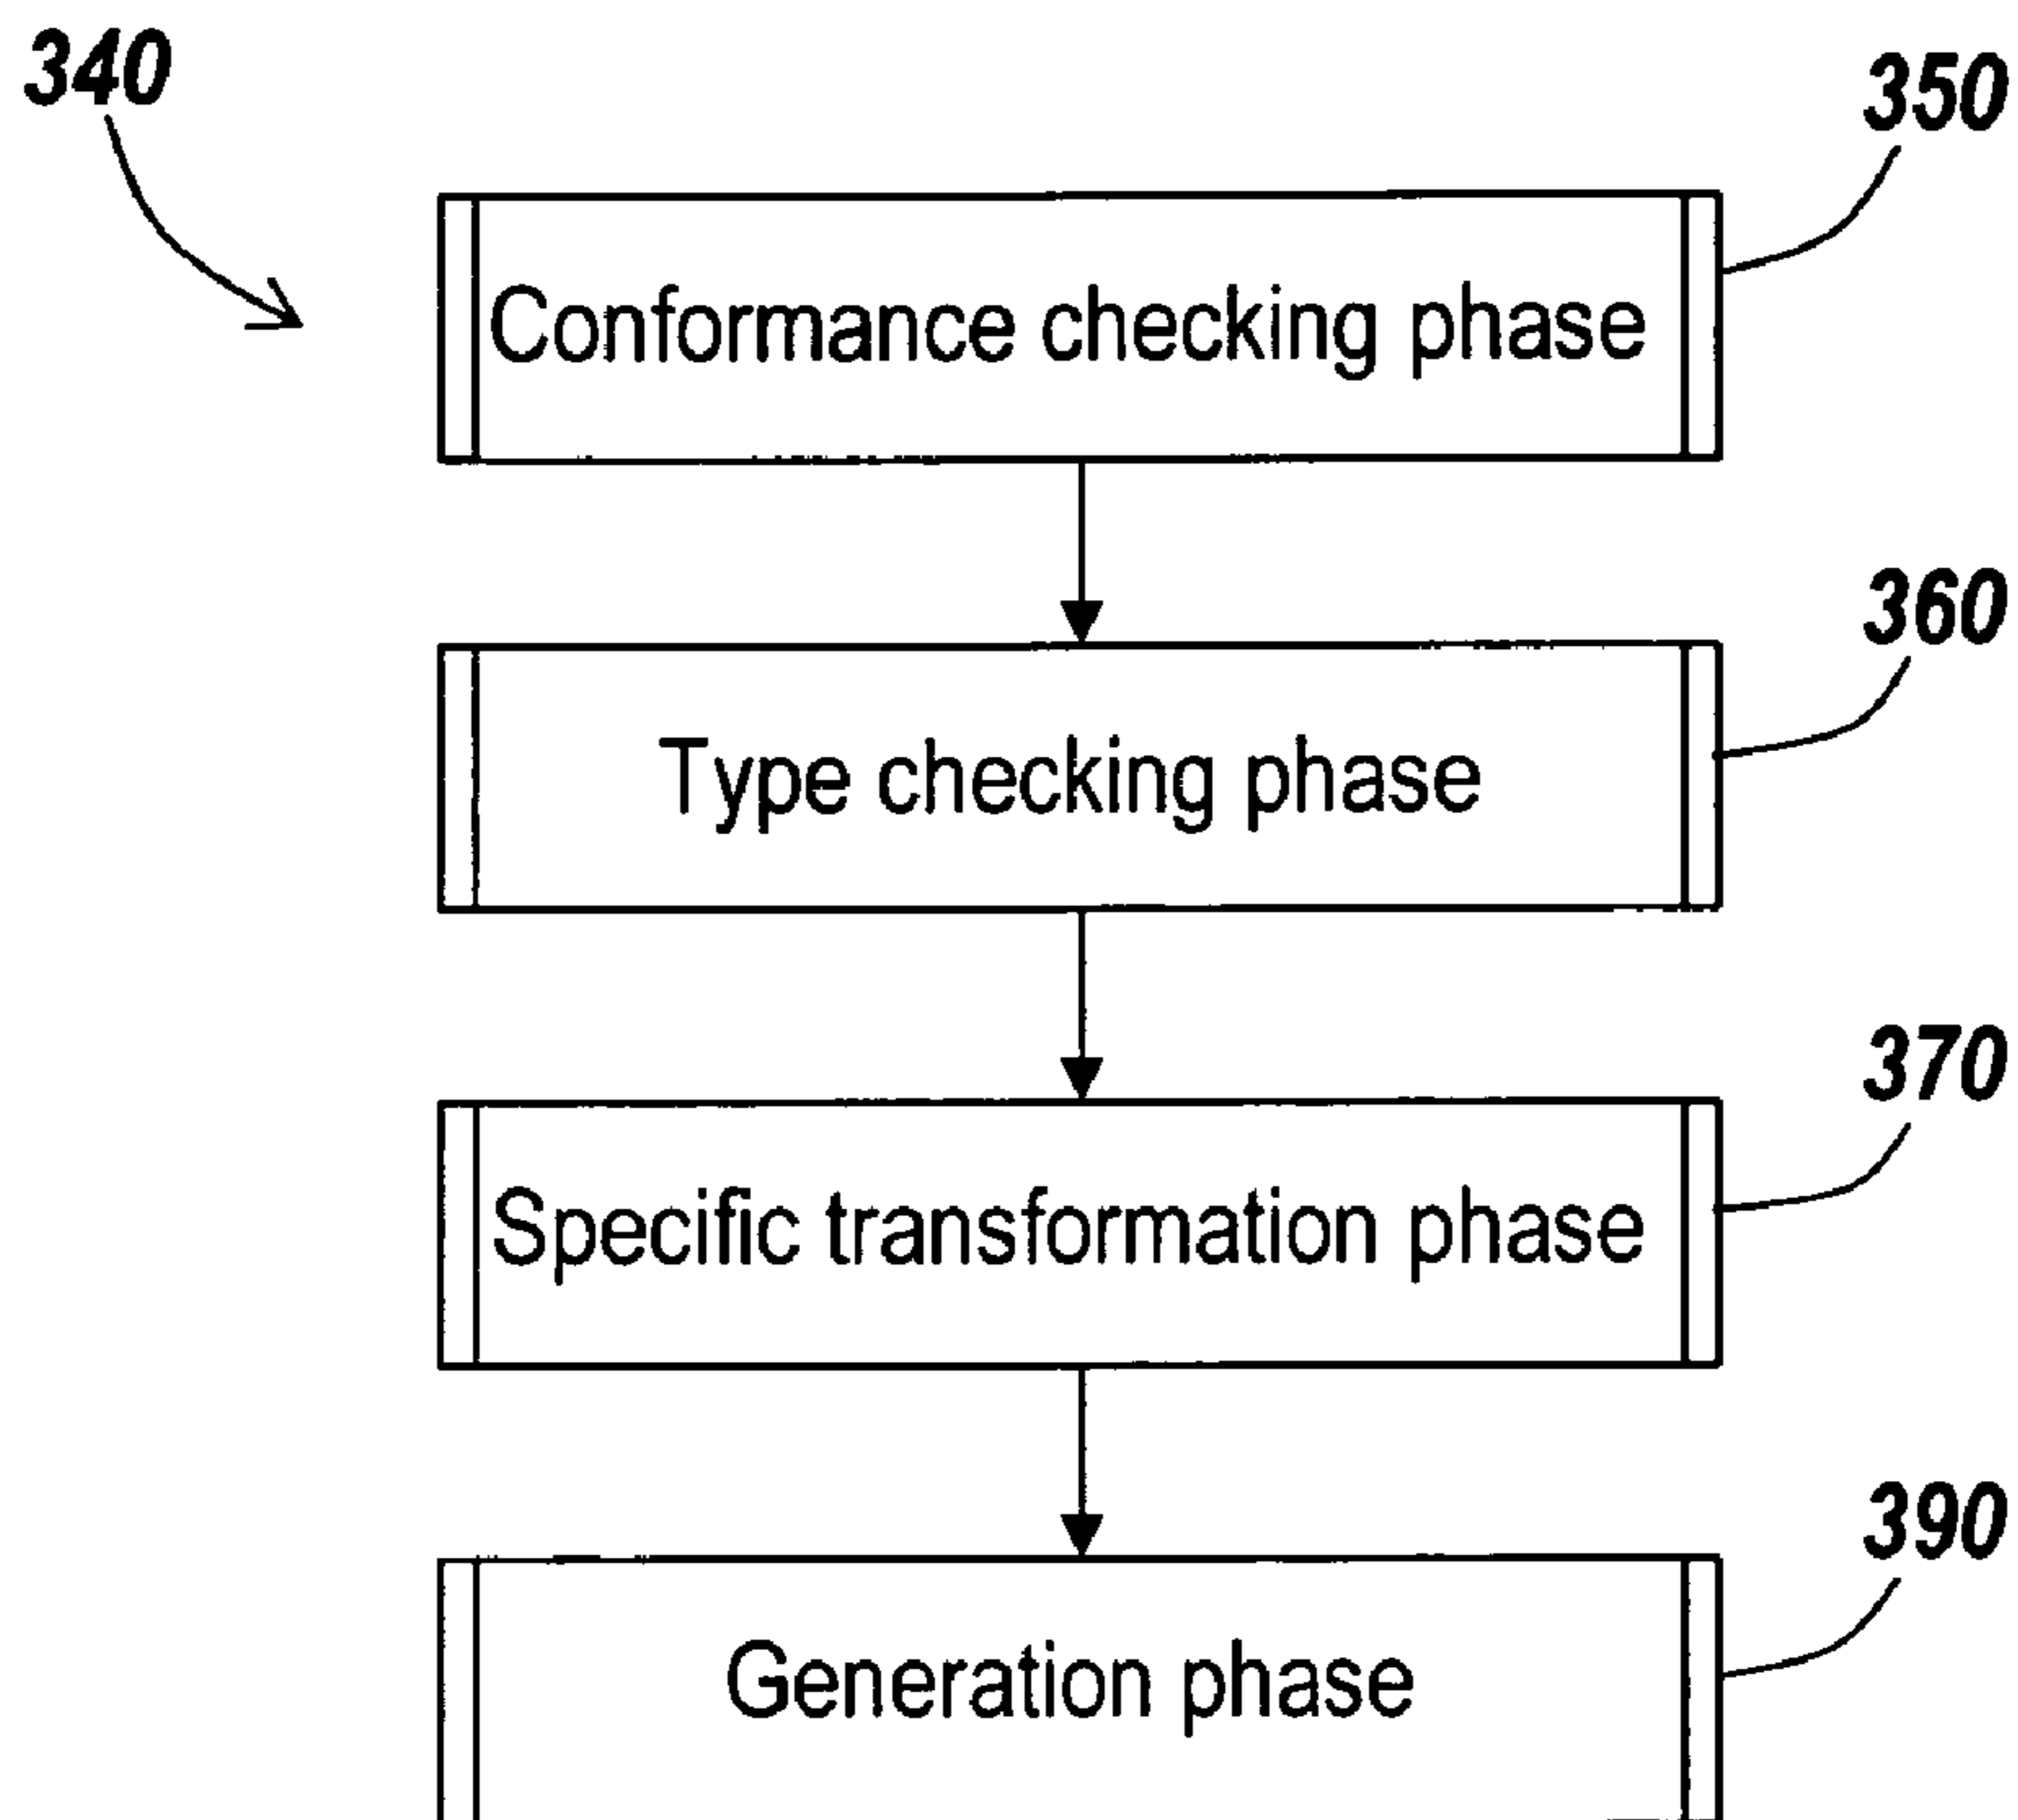 340
350
Conformance checking phase
360
Type checking phase
370
Specific transformation phase
390
Generation phase